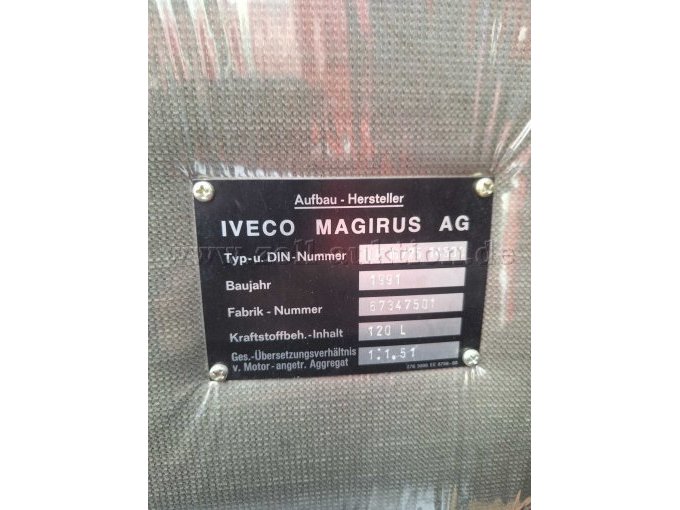 Aufbau - Hersteller
IVECO MAGIRUS AG
Typ-u. DIN-Nummer
Baujahr 1991
Fabrik - Nummer 67347501
Kraftstoffbeh.-Inhalt 120 L
Ges.-Übersetzungsverhältnis
v. Motor-angetr. Aggregat 1:1.51
www.zoll-auktion.de